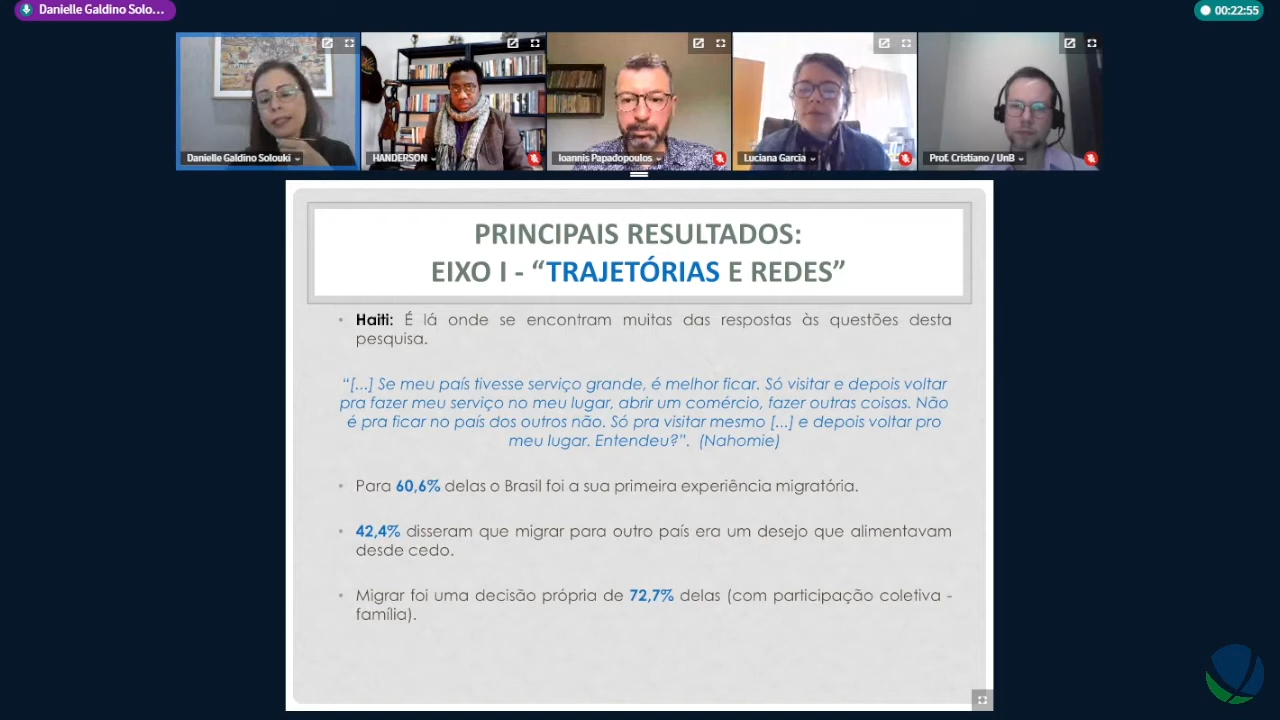 Danielle Galdino Solo...
00:22:55
Danielle Galdino Solouki
HANDERSON
Ioannis Papadopoulos
Luciana Garcia
Prof. Cristiano / UnB
PRINCIPAIS RESULTADOS:
EIXO I - “TRAJETÓRIAS E REDES”
• Haiti: É lá onde se encontram muitas das respostas às questões desta
pesquisa.
“[...] Se meu país tivesse serviço grande, é melhor ficar. Só visitar e depois voltar
pra fazer meu serviço no meu lugar, abrir um comércio, fazer outras coisas. Não
é pra ficar no país dos outros não. Só pra visitar mesmo [...] e depois voltar pro
meu lugar. Entendeu?”. (Nahomie)
• Para 60,6% delas o Brasil foi a sua primeira experiência migratória.
• 42,4% disseram que migrar para outro país era um desejo que alimentavam
desde cedo.
• Migrar foi uma decisão própria de 72,7% delas (com participação coletiva -
família).